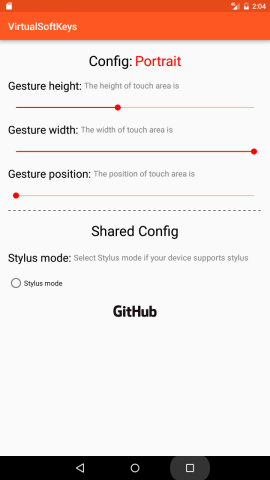 2:04
VirtualSoftKeys
Config: Portrait
Gesture height: The height of touch area is
Gesture width: The width of touch area is
Gesture position: The position of touch area is
Shared Config
Stylus mode: Select Stylus mode if your device supports stylus
Stylus mode
GitHub